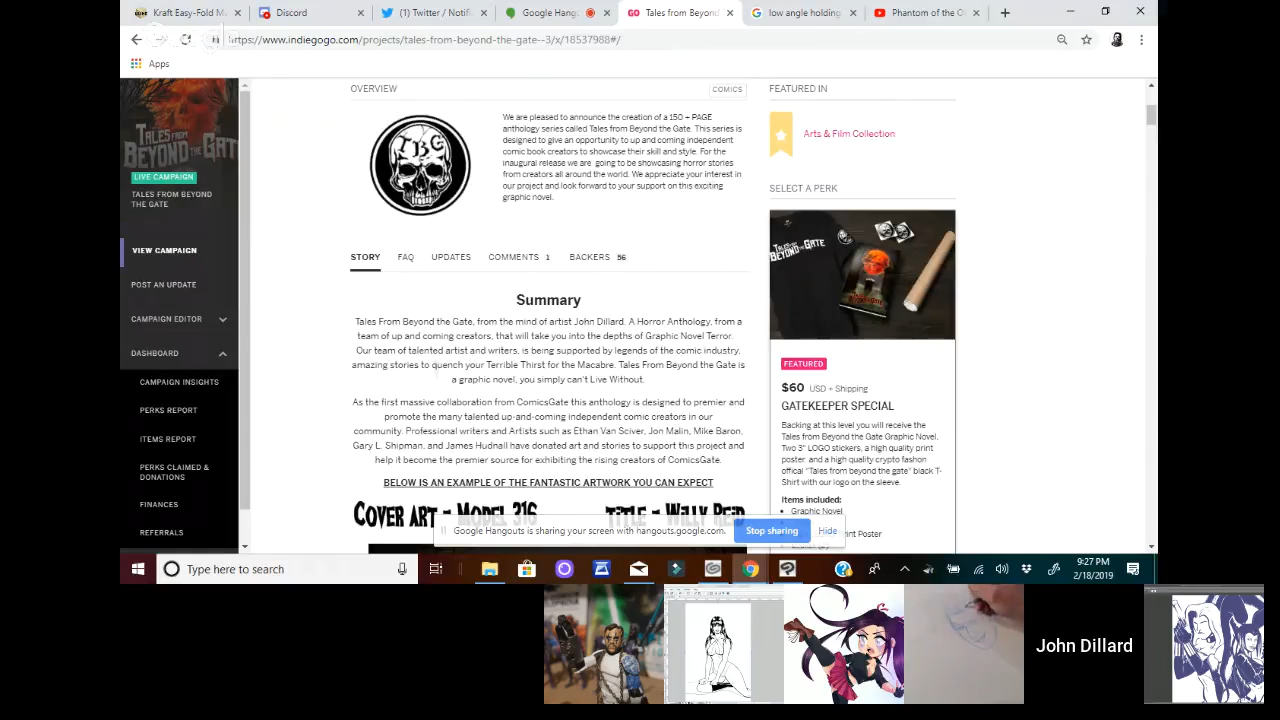 Kraft Easy-Fold M
Discord
(1) Twitter / Notifi
Google Hang
Tales from Beyond
low angle holding
Phantom of the O
https://www.indiegogo.com/projects/tales-from-beyond-the-gate--3/x/18537988#/
Apps
TALES FROM
BEYOND THE GATE
LIVE CAMPAIGN
TALES FROM BEYOND
THE GATE
VIEW CAMPAIGN
POST AN UPDATE
CAMPAIGN EDITOR
DASHBOARD
CAMPAIGN INSIGHTS
PERKS REPORT
ITEMS REPORT
PERKS CLAIMED &
DONATIONS
FINANCES
REFERRALS
OVERVIEW
COMICS
TBG
We are pleased to announce the creation of a 150 + PAGE
anthology series called Tales from Beyond the Gate. This series is
designed to give an opportunity to up and coming independent
comic book creators to showcase their skill and style. For the
inaugural release we are going to be showcasing horror stories
from creators all around the world. We appreciate your interest in
our project and look forward to your support on this exciting
graphic novel.
STORY FAQ UPDATES COMMENTS 1 BACKERS 56
Summary
Tales From Beyond the Gate, from the mind of artist John Dillard. A Horror Anthology, from a
team of up and coming creators, that will take you into the depths of Graphic Novel Terror.
Our team of talented artist and writers, is being supported by legends of the comic industry,
amazing stories to quench your Terrible Thirst for the Macabre. Tales From Beyond the Gate is
a graphic novel, you simply can't Live Without.
As the first massive collaboration from ComicsGate this anthology is designed to premier and
promote the many talented up-and-coming independent comic creators in our
community. Professional writers and Artists such as Ethan Van Sciver, Jon Malin, Mike Baron,
Gary L. Shipman, and James Hudnall have donated art and stories to support this project and
help it become the premier source for exhibiting the rising creators of ComicsGate.
BELOW IS AN EXAMPLE OF THE FANTASTIC ARTWORK YOU CAN EXPECT
COVER ART - MODEL 316 TITLE - WILLY REID
FEATURED IN
Arts & Film Collection
SELECT A PERK
TALES FROM
BEYOND THE GATE
FEATURED
$60 USD + Shipping
GATEKEEPER SPECIAL
Backing at this level you will receive the
Tales from Beyond the Gate Graphic Novel,
Two 3" LOGO stickers, a high quality print
poster. and a high quality crypto fashion
offical "Tales from beyond the gate" black T-
Shirt with our logo on the sleeve.
Items included:
Graphic Novel
Print Poster
Google Hangouts is sharing your screen with hangouts.google.com.
Stop sharing
Hide
Type here to search
9:27 PM
2/18/2019
John Dillard